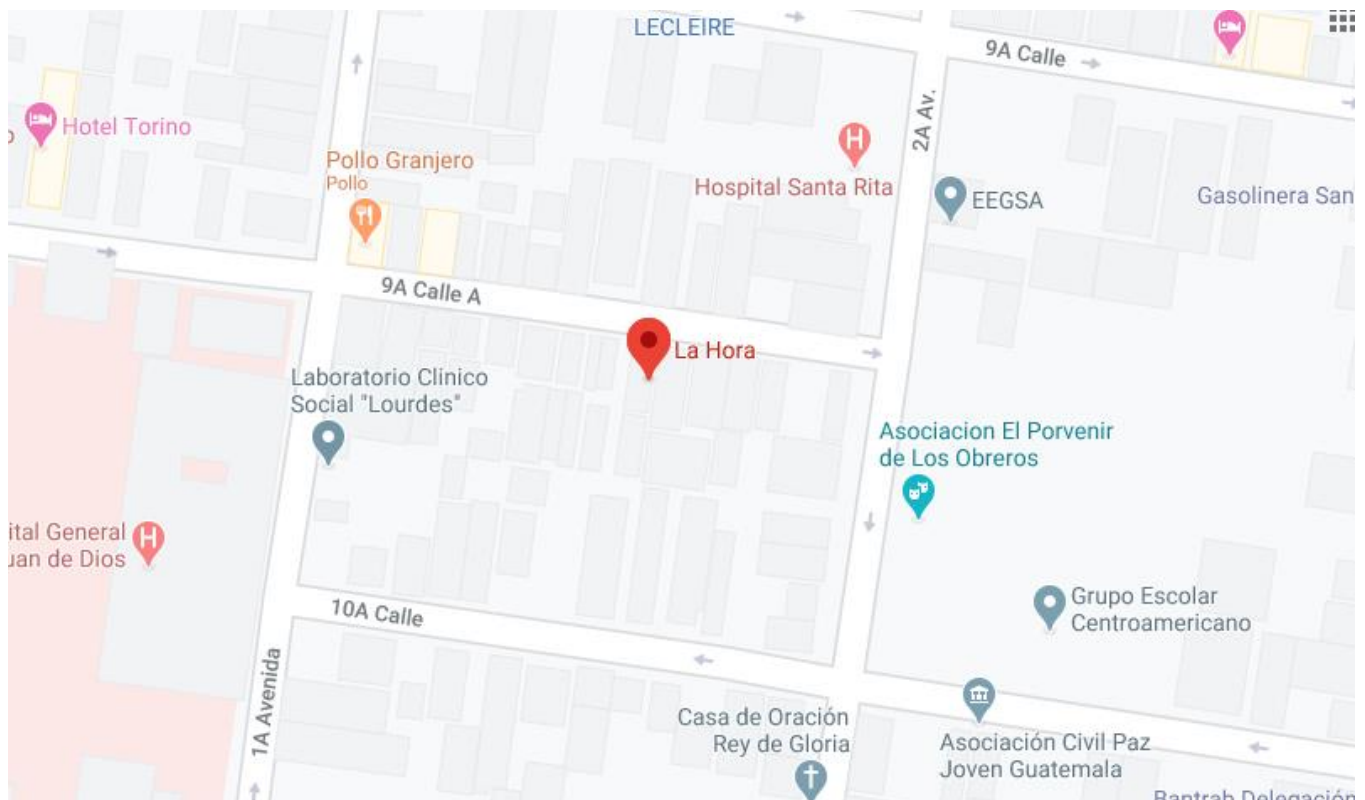 LECLEIRE
9A Calle
Hotel Torino
2A Av.
Pollo Granjero
Pollo
Hospital Santa Rita
EEGSA
Gasolinera San
9A Calle A
La Hora
Laboratorio Clínico
Social "Lourdes"
Asociacion El Porvenir
de Los Obreros
ital General
uan de Dios
10A Calle
Grupo Escolar
Centroamericano
1A Avenida
Casa de Oración
Rey de Gloria
Asociación Civil Paz
Joven Guatemala
Bantrab Delegación